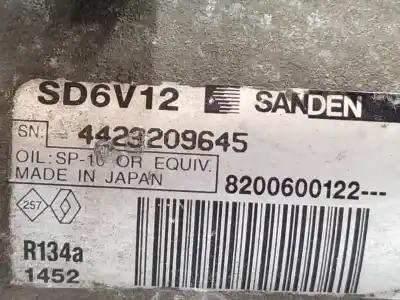 SD6V12 SANDEN
SN: 4423209645
OIL: SP-10 OR EQUIV.
MADE IN JAPAN
8200600122---
257
R134a
1452